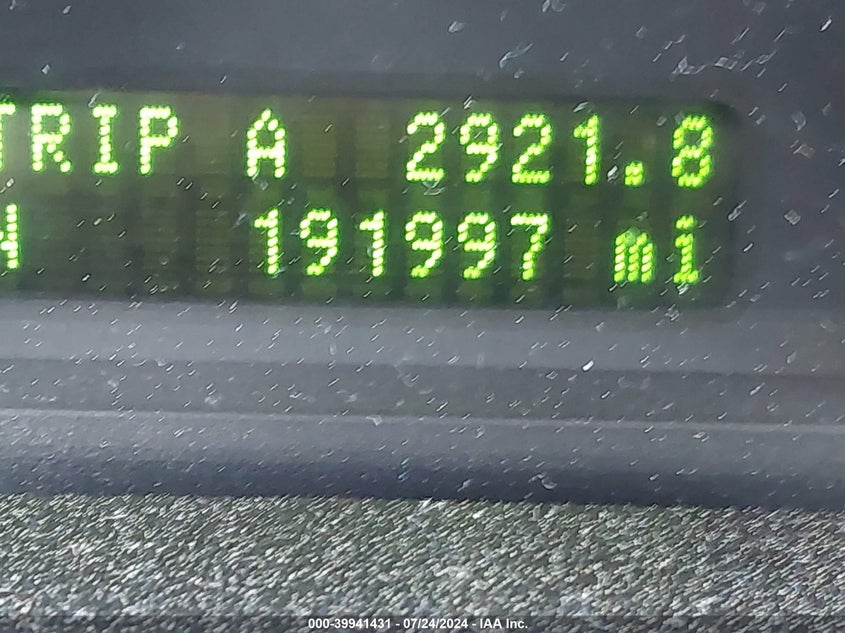 TRIP A 2921.8
191997 mi
000-39941431 - 07/24/2024 - IAA Inc.